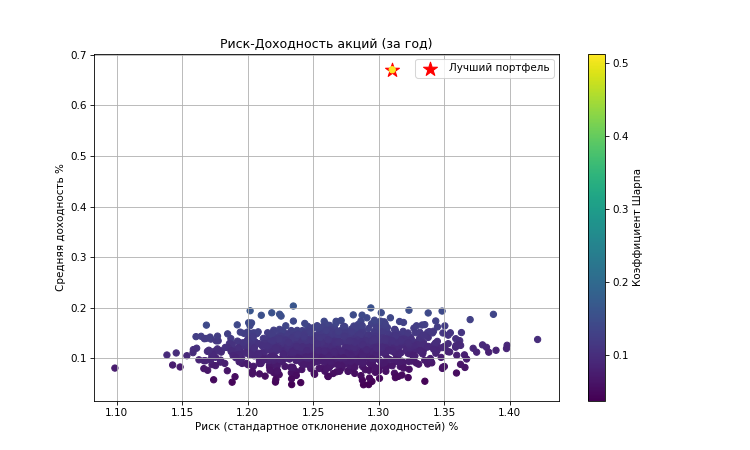 Риск-Доходность акций (за год)
Лучший портфель
Средняя доходность %
0.7
0.6
0.5
0.4
0.3
0.2
0.1
1.10 1.15 1.20 1.25 1.30 1.35 1.40
Риск (стандартное отклонение доходностей) %
0.5
0.4
0.3
0.2
0.1
Коэффициент Шарпа